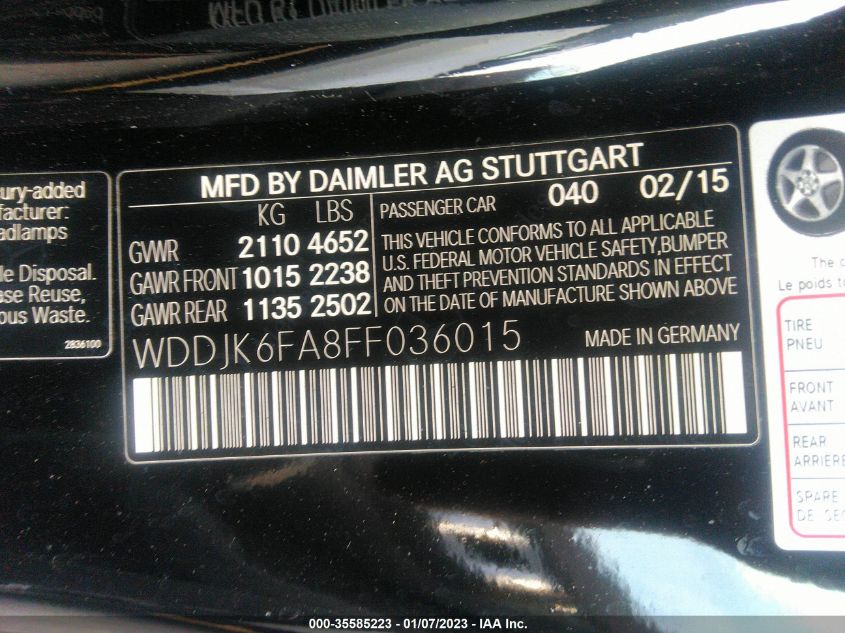 ury-added
facturer:
adlamps
le Disposal.
ase Reuse,
ous Waste.
2836100
MFD BY DAIMLER AG STUTTGART
KG LBS
GVWR 2110 4652
GAWR FRONT 1015 2238
GAWR REAR 1135 2502
PASSENGER CAR 040 02/15
THIS VEHICLE CONFORMS TO ALL APPLICABLE
U.S. FEDERAL MOTOR VEHICLE SAFETY,BUMPER
AND THEFT PREVENTION STANDARDS IN EFFECT
ON THE DATE OF MANUFACTURE SHOWN ABOVE
WDDJK6FA8FF036015 MADE IN GERMANY
The c
Le poids to
TIRE
PNEU
FRONT
AVANT
REAR
ARRIERE
SPARE
DE SEC
000-35585223 - 01/07/2023 - IAA Inc.